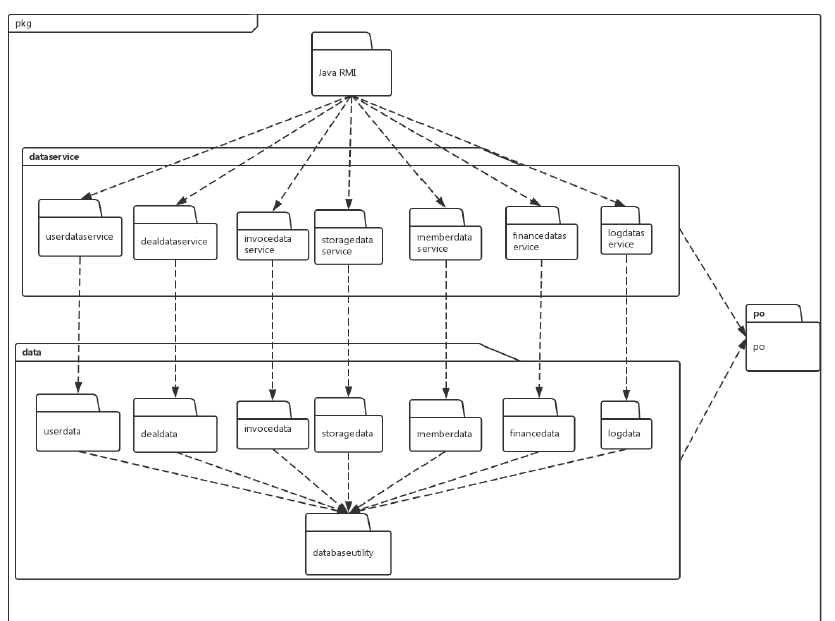 pkg
Java RMI
dataservice
userdataservice
dealdataservice
invocedata
service
storagedata
service
memberdata
service
financedatas
ervice
logdatas
ervice
po
po
data
userdata
dealdata
invocedata
storagedata
memberdata
financedata
logdata
databaseutility